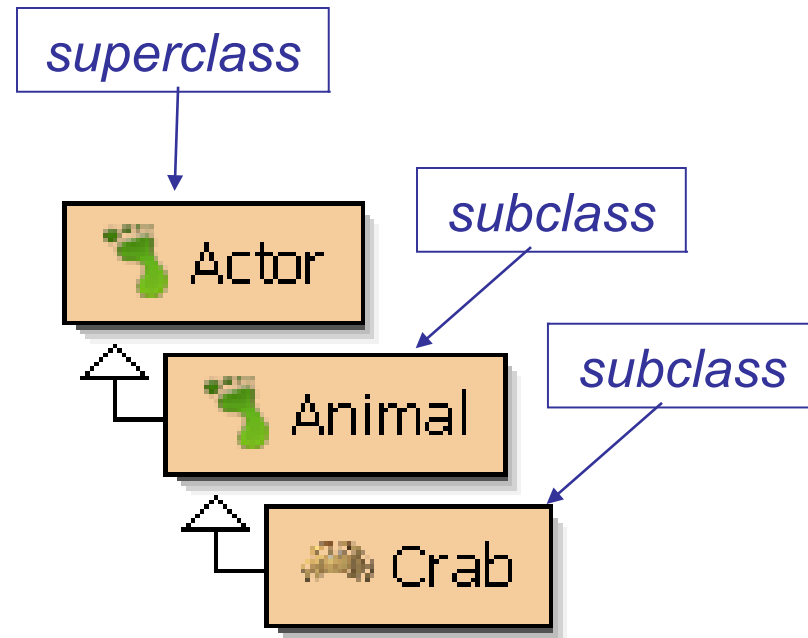 superclass
subclass
Actor
subclass
Animal
Crab